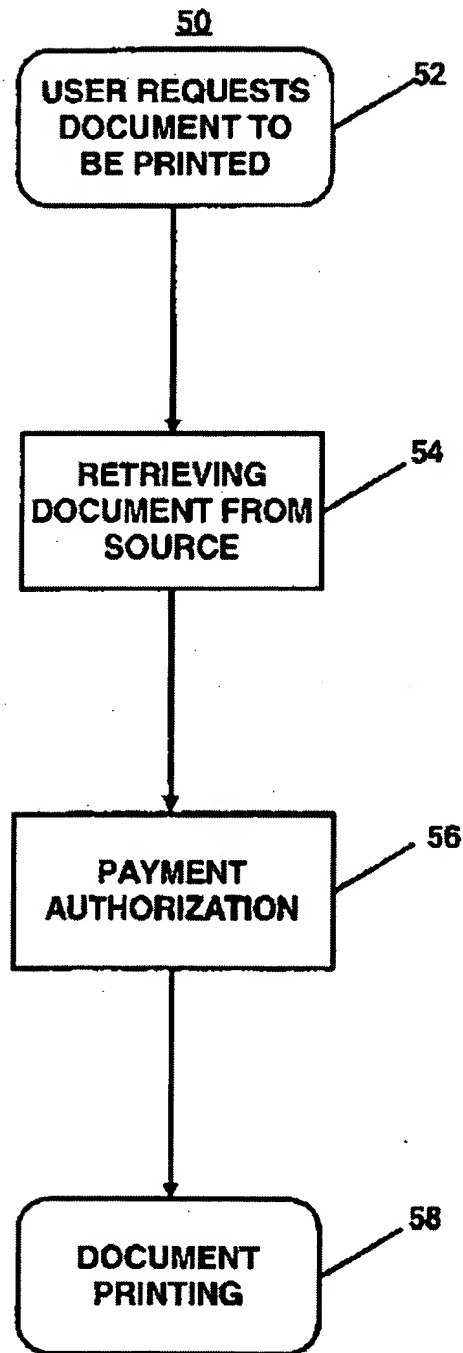 50
USER REQUESTS
DOCUMENT TO
BE PRINTED
52
RETRIEVING
DOCUMENT FROM
SOURCE
54
PAYMENT
AUTHORIZATION
56
DOCUMENT
PRINTING
58